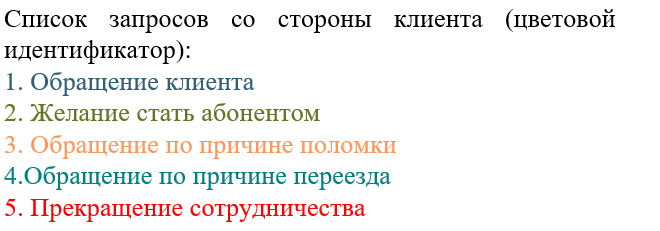 Список запросов со стороны клиента (цветовой
идентификатор):
1. Обращение клиента
2. Желание стать абонентом
3. Обращение по причине поломки
4.Обращение по причине переезда
5. Прекращение сотрудничества